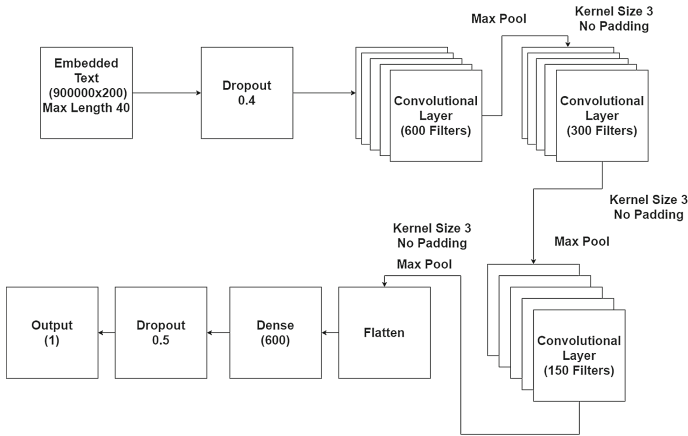 Embedded
Text
(900000x200)
Max Length 40
Dropout
0.4
Convolutional
Layer
(600 Filters)
Max Pool
Kernel Size 3
No Padding
Convolutional
Layer
(300 Filters)
Kernel Size 3
No Padding
Max Pool
Convolutional
Layer
(150 Filters)
Kernel Size 3
No Padding
Max Pool
Flatten
Dense
(600)
Dropout
0.5
Output
(1)